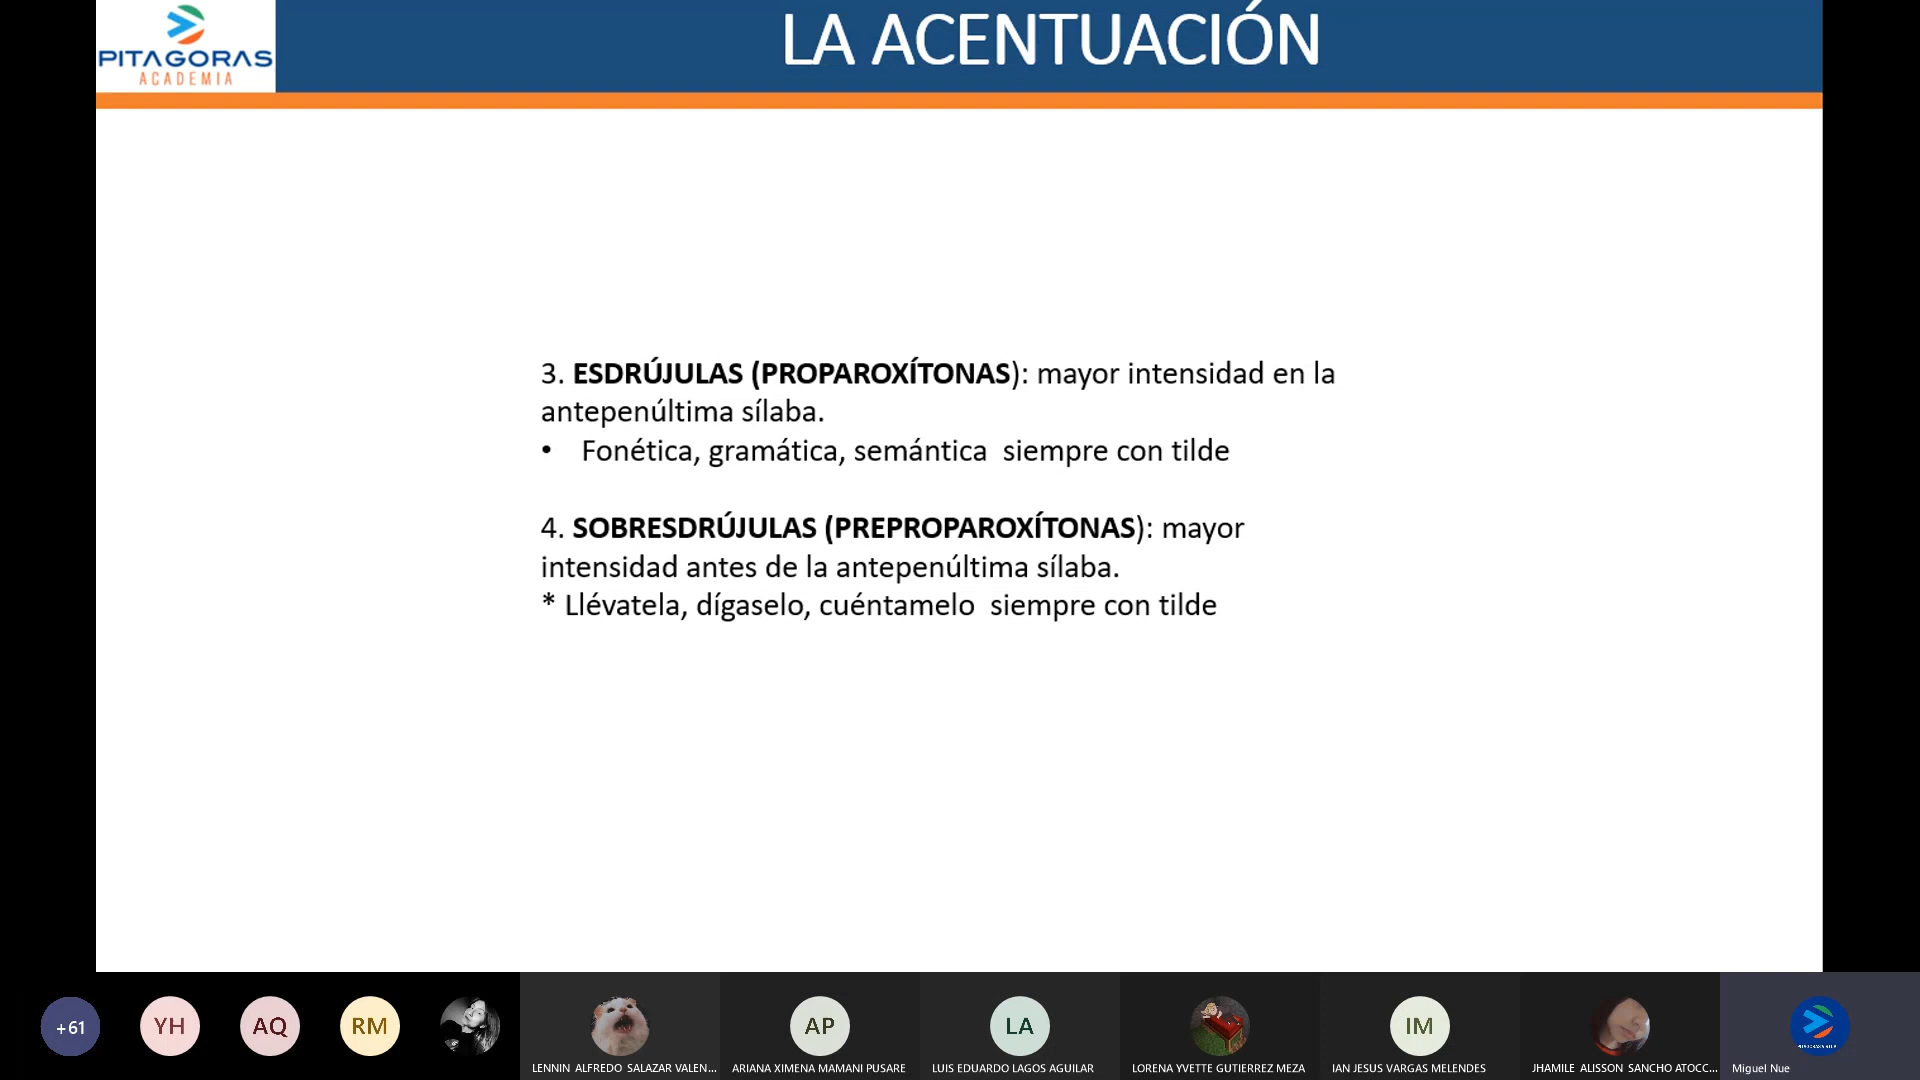 PITAGORAS
ACADEMIA
LA ACENTUACIÓN
3. ESDRÚJULAS (PROPAROXÍTONAS): mayor intensidad en la
antepenúltima sílaba.
• Fonética, gramática, semántica siempre con tilde
4. SOBRESDRÚJULAS (PREPROPAROXÍTONAS): mayor
intensidad antes de la antepenúltima sílaba.
* Llévatela, dígaselo, cuéntamelo siempre con tilde
+61
YH
AQ
RM
AP
LA
IM
LENNIN ALFREDO SALAZAR VALEN...
ARIANA XIMENA MAMANI PUSARE
LUIS EDUARDO LAGOS AGUILAR
LORENA YVETTE GUTIERREZ MEZA
IAN JESUS VARGAS MELENDES
JHAMILE ALISSON SANCHO ATOCC...
Miguel Nue